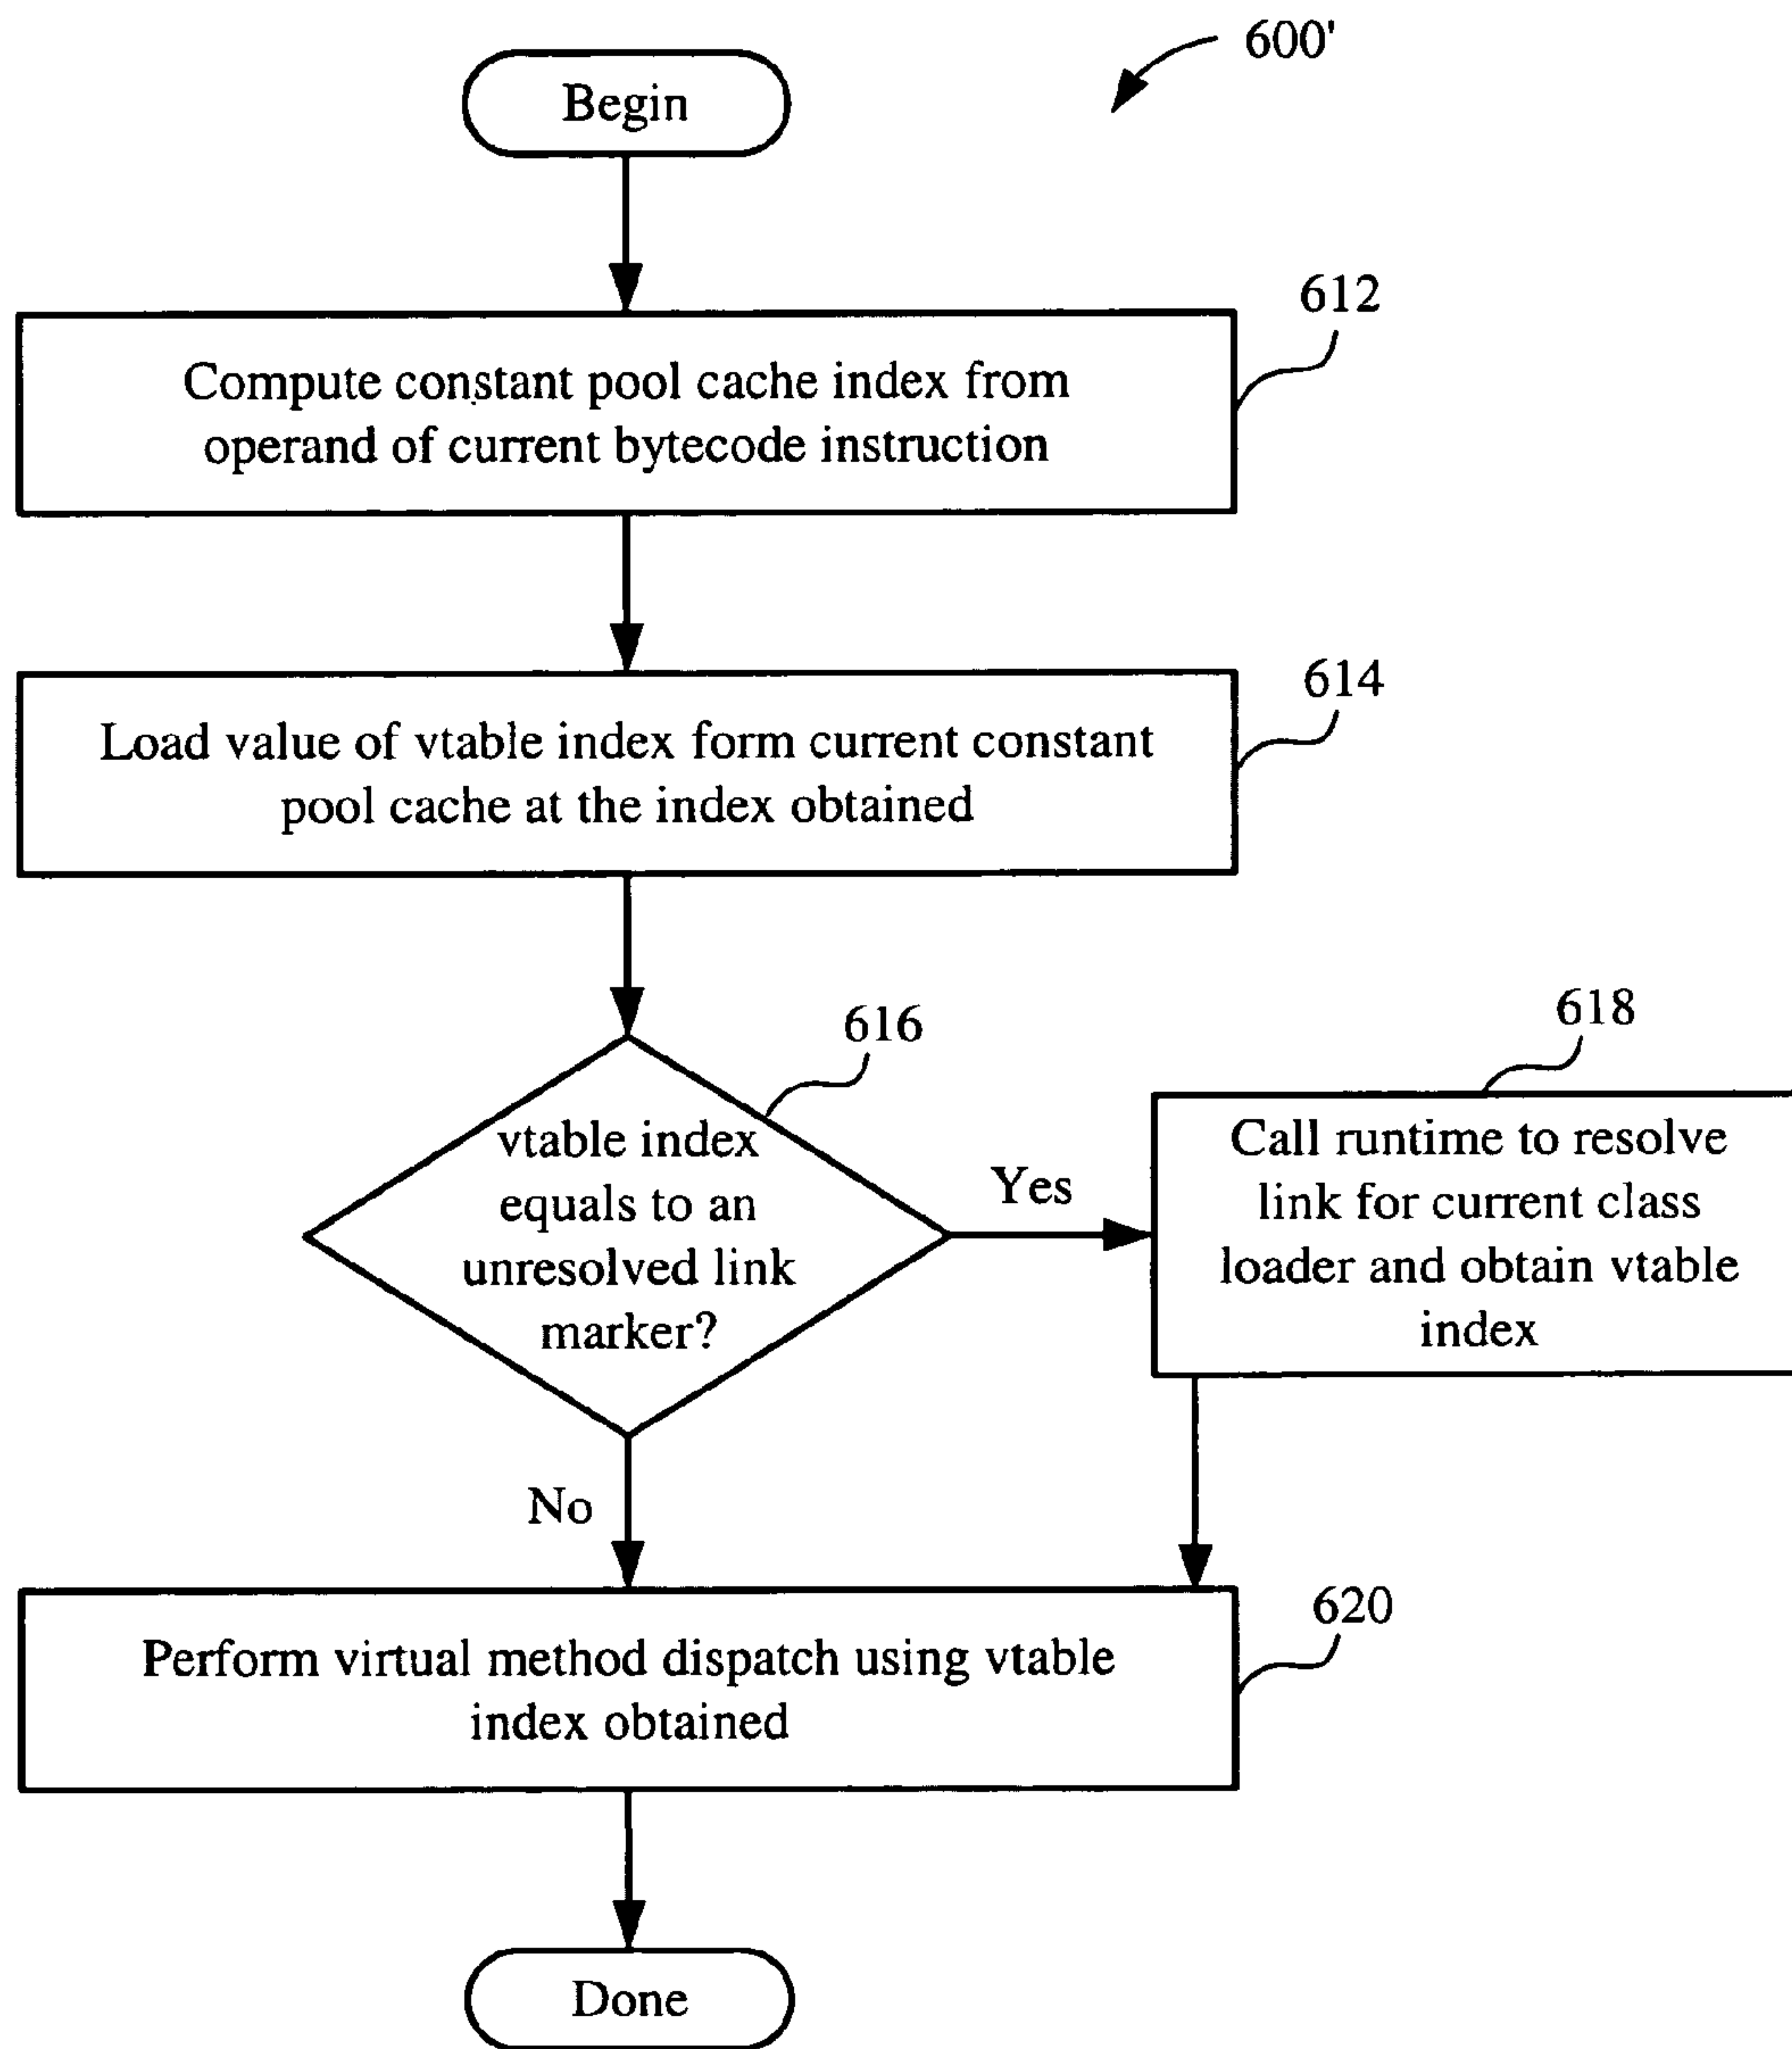 600'
Begin
612
Compute constant pool cache index from
operand of current bytecode instruction
614
Load value of vtable index form current constant
pool cache at the index obtained
616
vtable index
equals to an
unresolved link
marker?
Yes
618
Call runtime to resolve
link for current class
loader and obtain vtable
index
No
620
Perform virtual method dispatch using vtable
index obtained
Done